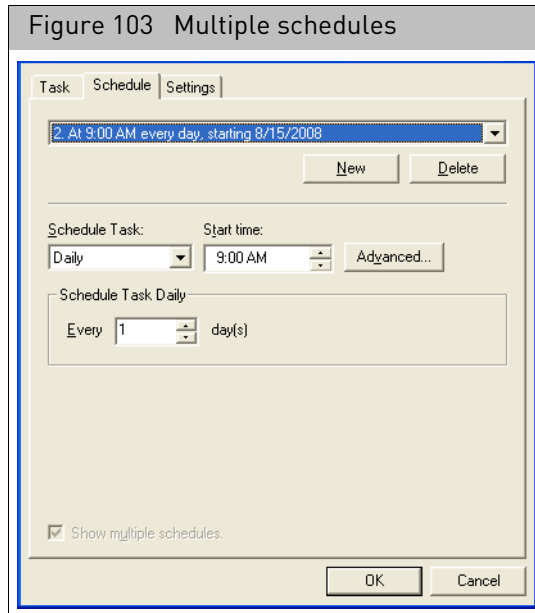 Figure 103 Multiple schedules
Task Schedule Settings
2. At 9:00 AM every day, starting 8/15/2008
New Delete
Schedule Task: Start time:
Daily 9:00 AM Advanced...
Schedule Task Daily
Every 1 day(s)
Show multiple schedules.
OK Cancel